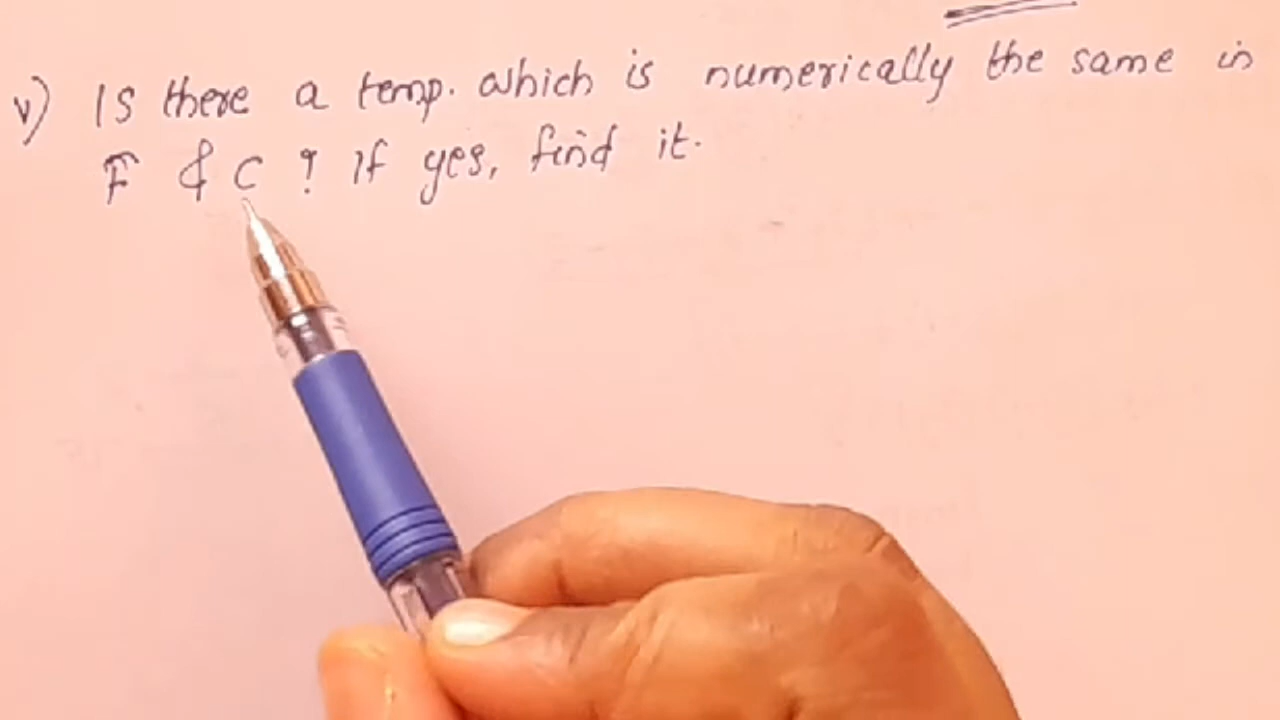 v) Is there a temp. which is numerically the same in
F & C ? If yes, find it.